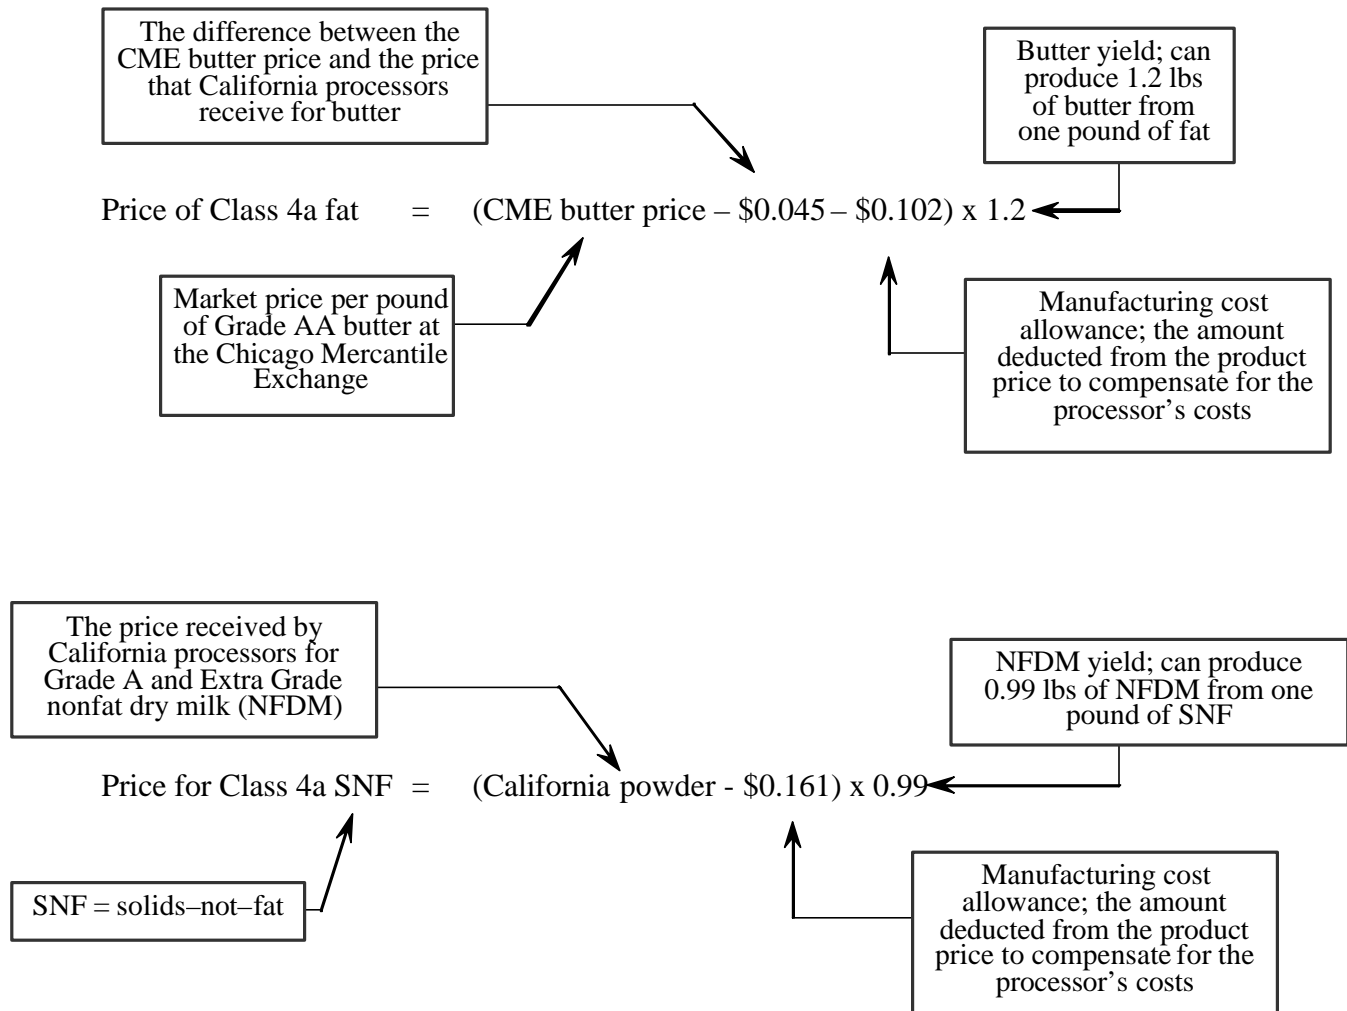 The difference between the
CME butter price and the price
that California processors
receive for butter
Butter yield; can
produce 1.2 lbs
of butter from
one pound of fat
Price of Class 4a fat = (CME butter price – $0.045 – $0.102) x 1.2
Market price per pound
of Grade AA butter at
the Chicago Mercantile
Exchange
Manufacturing cost
allowance; the amount
deducted from the product
price to compensate for the
processor’s costs
The price received by
California processors for
Grade A and Extra Grade
nonfat dry milk (NFDM)
NFDM yield; can produce
0.99 lbs of NFDM from one
pound of SNF
Price for Class 4a SNF = (California powder - $0.161) x 0.99
SNF = solids–not–fat
Manufacturing cost
allowance; the amount
deducted from the product
price to compensate for the
processor’s costs